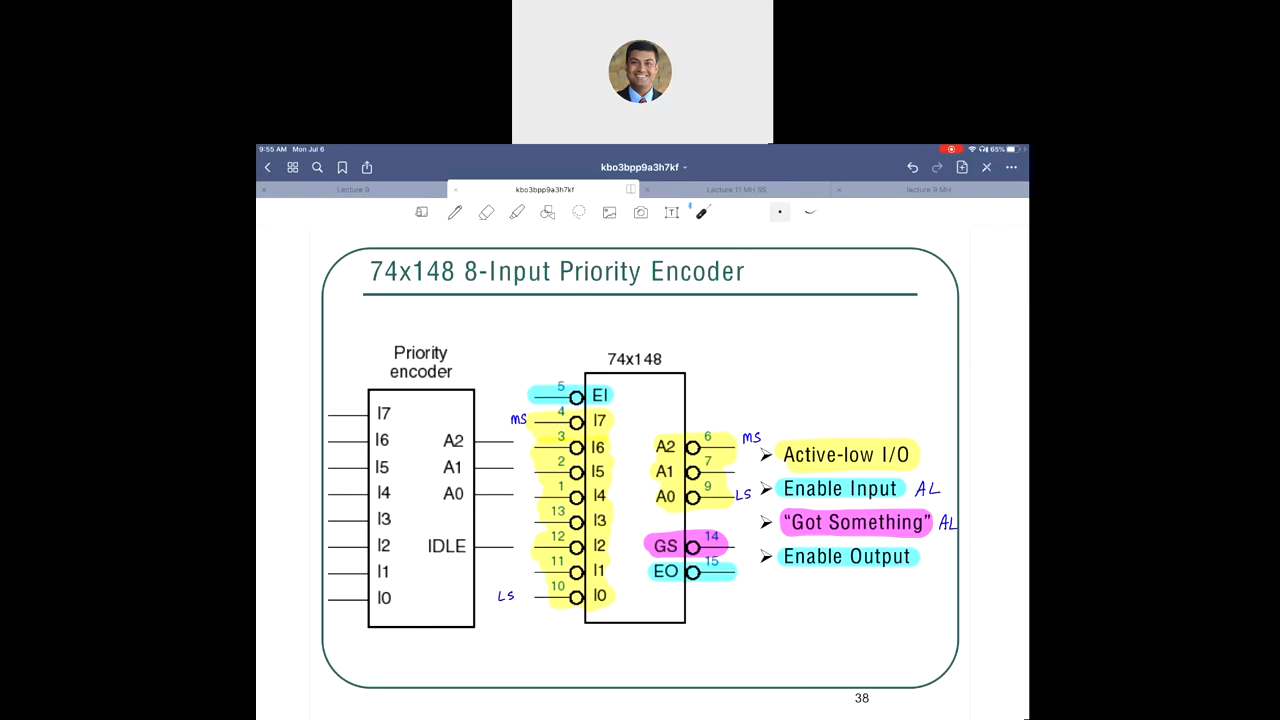 9:55 AM Mon Jul 6
65%
kbo3bpp9a3h7kf
Lecture 9
kbo3bpp9a3h7kf
Lecture 11 MH SS
lecture 9 MH
T
74x148 8-Input Priority Encoder
Priority
encoder
I7
I6
I5
I4
I3
I2
I1
I0
A2
A1
A0
IDLE
74x148
5 EI
MS 4 I7
3 I6
2 I5
1 I4
13 I3
12 I2
11 I1
LS 10 I0
A2 6 MS
A1 7
A0 9 LS
GS 14
EO 15
Active-low I/O
Enable Input AL
"Got Something" AL
Enable Output
38